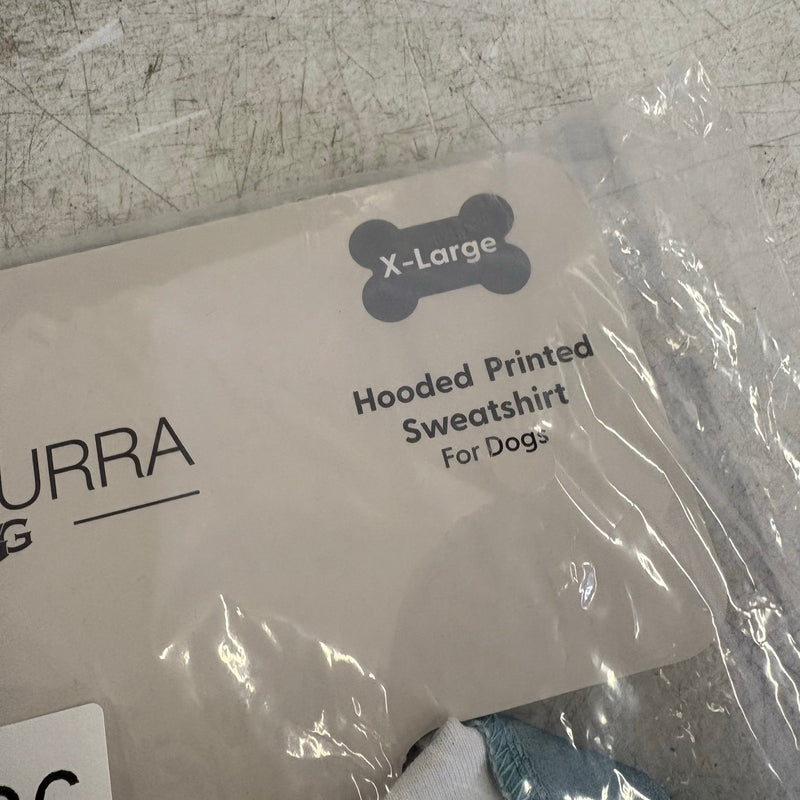 X-Large
Hooded Printed
Sweatshirt
For Dogs
URRA
G